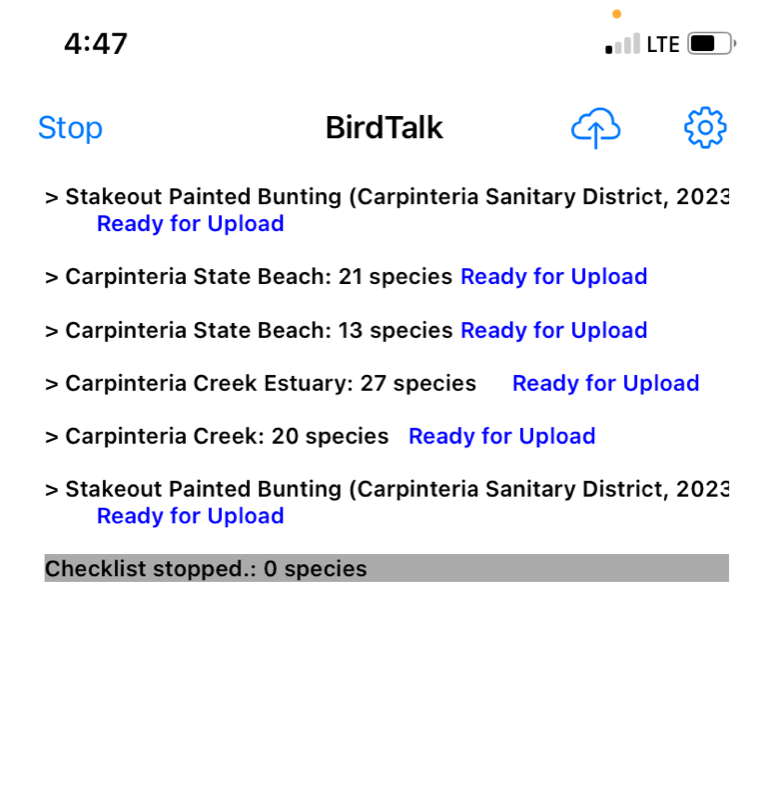 4:47 LTE
Stop BirdTalk
> Stakeout Painted Bunting (Carpinteria Sanitary District, 2023
Ready for Upload
> Carpinteria State Beach: 21 species Ready for Upload
> Carpinteria State Beach: 13 species Ready for Upload
> Carpinteria Creek Estuary: 27 species Ready for Upload
> Carpinteria Creek: 20 species Ready for Upload
> Stakeout Painted Bunting (Carpinteria Sanitary District, 2023
Ready for Upload
Checklist stopped.: 0 species